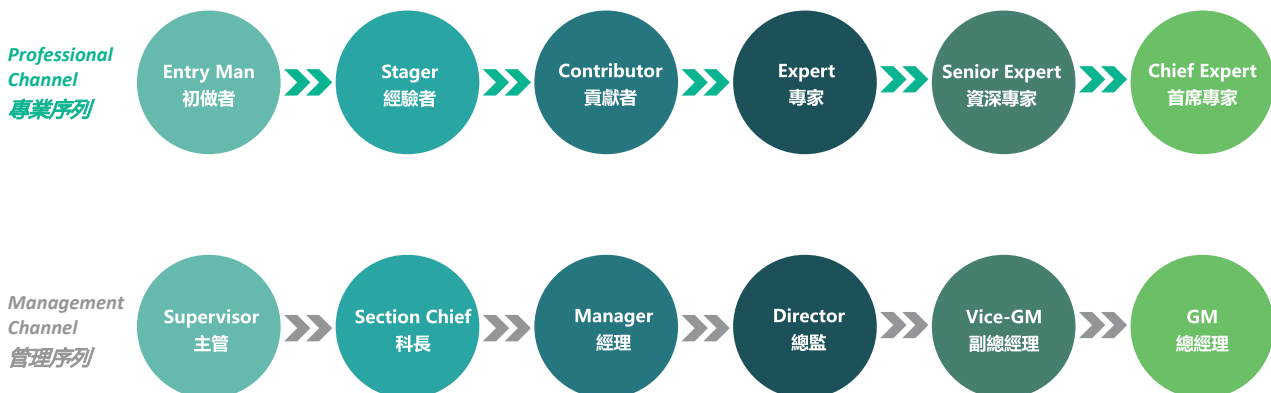 Professional
Channel
專業序列
Entry Man
初做者
Stager
經驗者
Contributor
貢獻者
Expert
專家
Senior Expert
資深專家
Chief Expert
首席專家
Management
Channel
管理序列
Supervisor
主管
Section Chief
科長
Manager
經理
Director
總監
Vice-GM
副總經理
GM
總經理